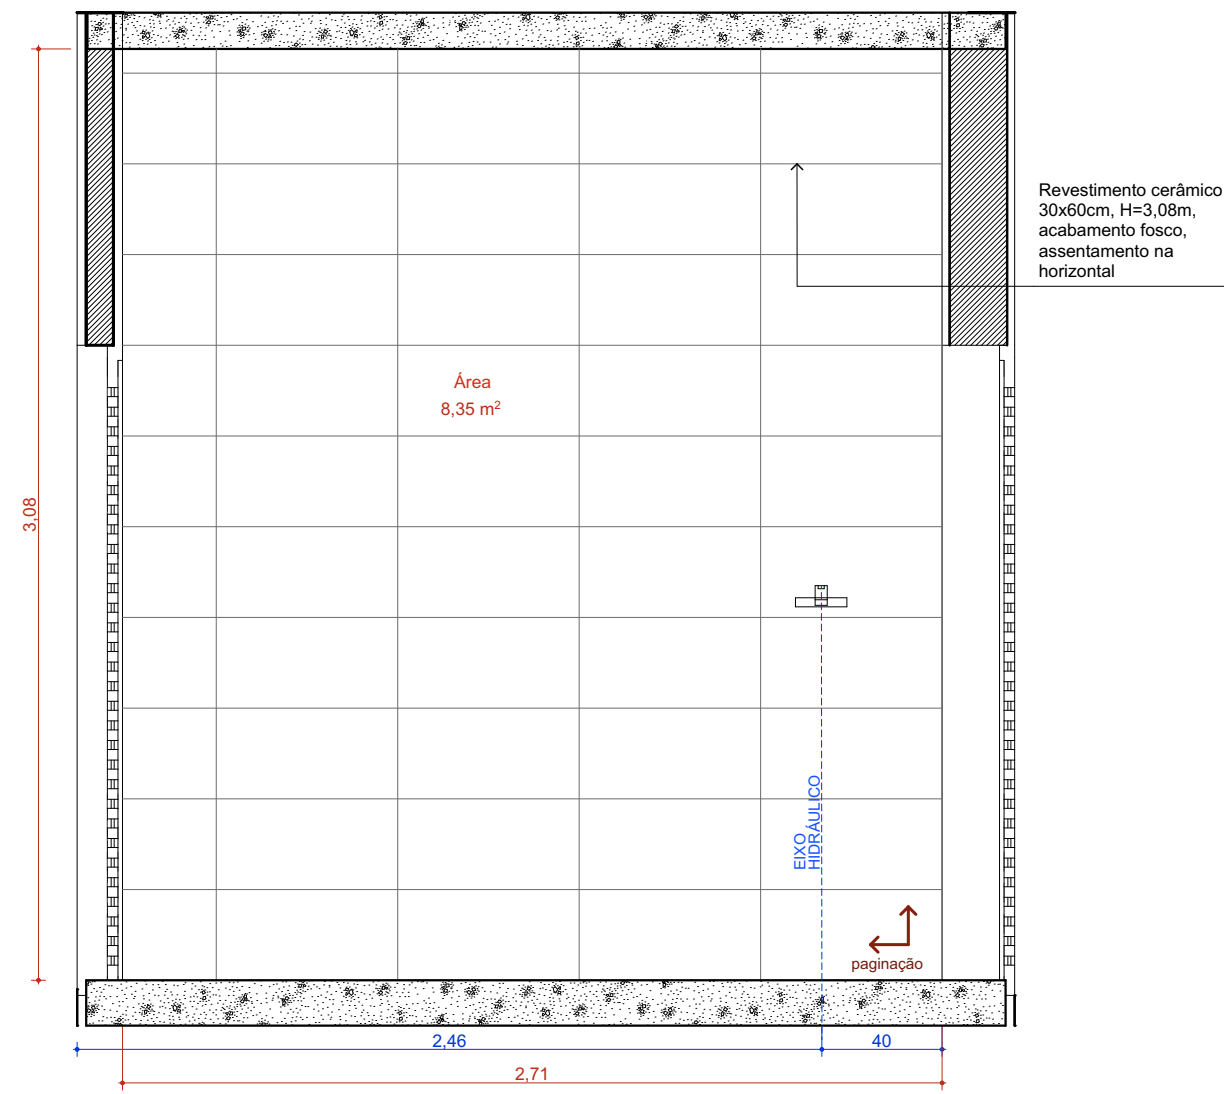 Revestimento cerâmico
30x60cm, H=3,08m,
acabamento fosco,
assentamento na
horizontal
Área
8,35 m²
3,08
EIXO
HIDRÁULICO
paginação
2,46
40
2,71